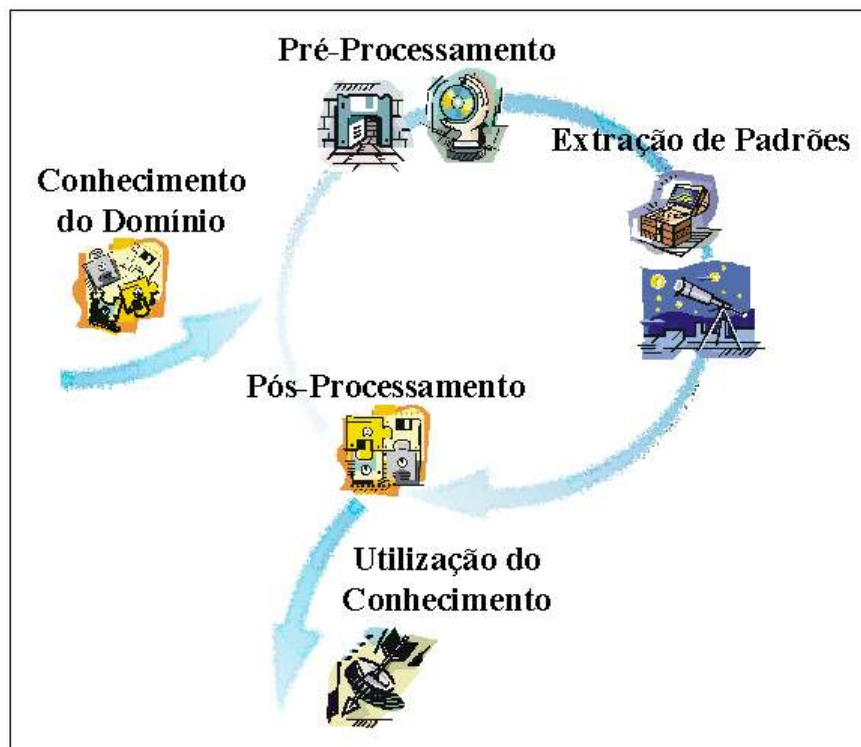 Pré-Processamento
Extração de Padrões
Conhecimento
do Domínio
Pós-Processamento
Utilização do
Conhecimento